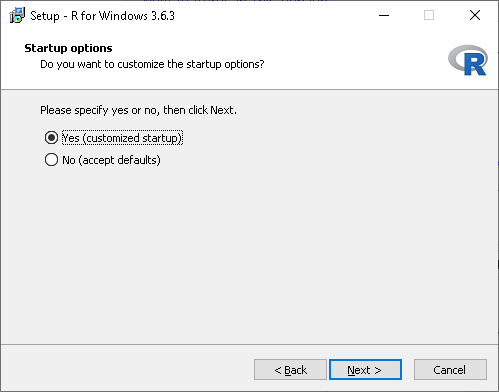 Setup - R for Windows 3.6.3
Startup options
Do you want to customize the startup options?
R
Please specify yes or no, then click Next.
Yes (customized startup)
No (accept defaults)
< Back
Next >
Cancel